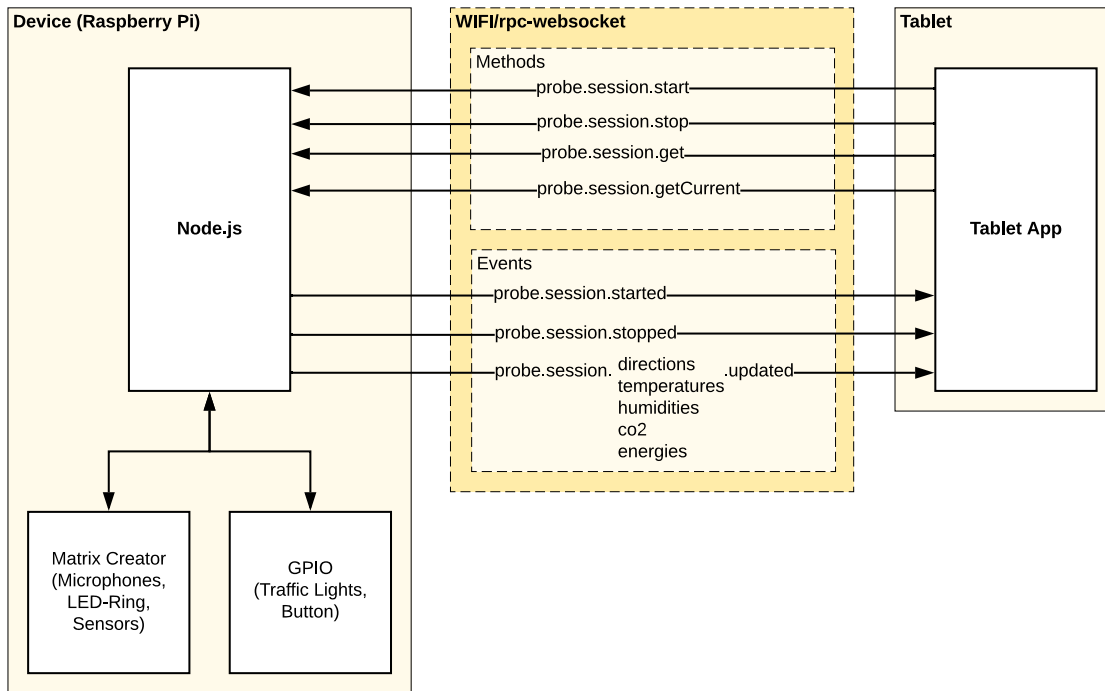 Device (Raspberry Pi)
Node.js
Matrix Creator
(Microphones,
LED-Ring,
Sensors)
GPIO
(Traffic Lights,
Button)
WIFI/rpc-websocket
Methods
probe.session.start
probe.session.stop
probe.session.get
probe.session.getCurrent
Events
probe.session.started
probe.session.stopped
probe.session. directions .updated
temperatures
humidities
co2
energies
Tablet
Tablet App